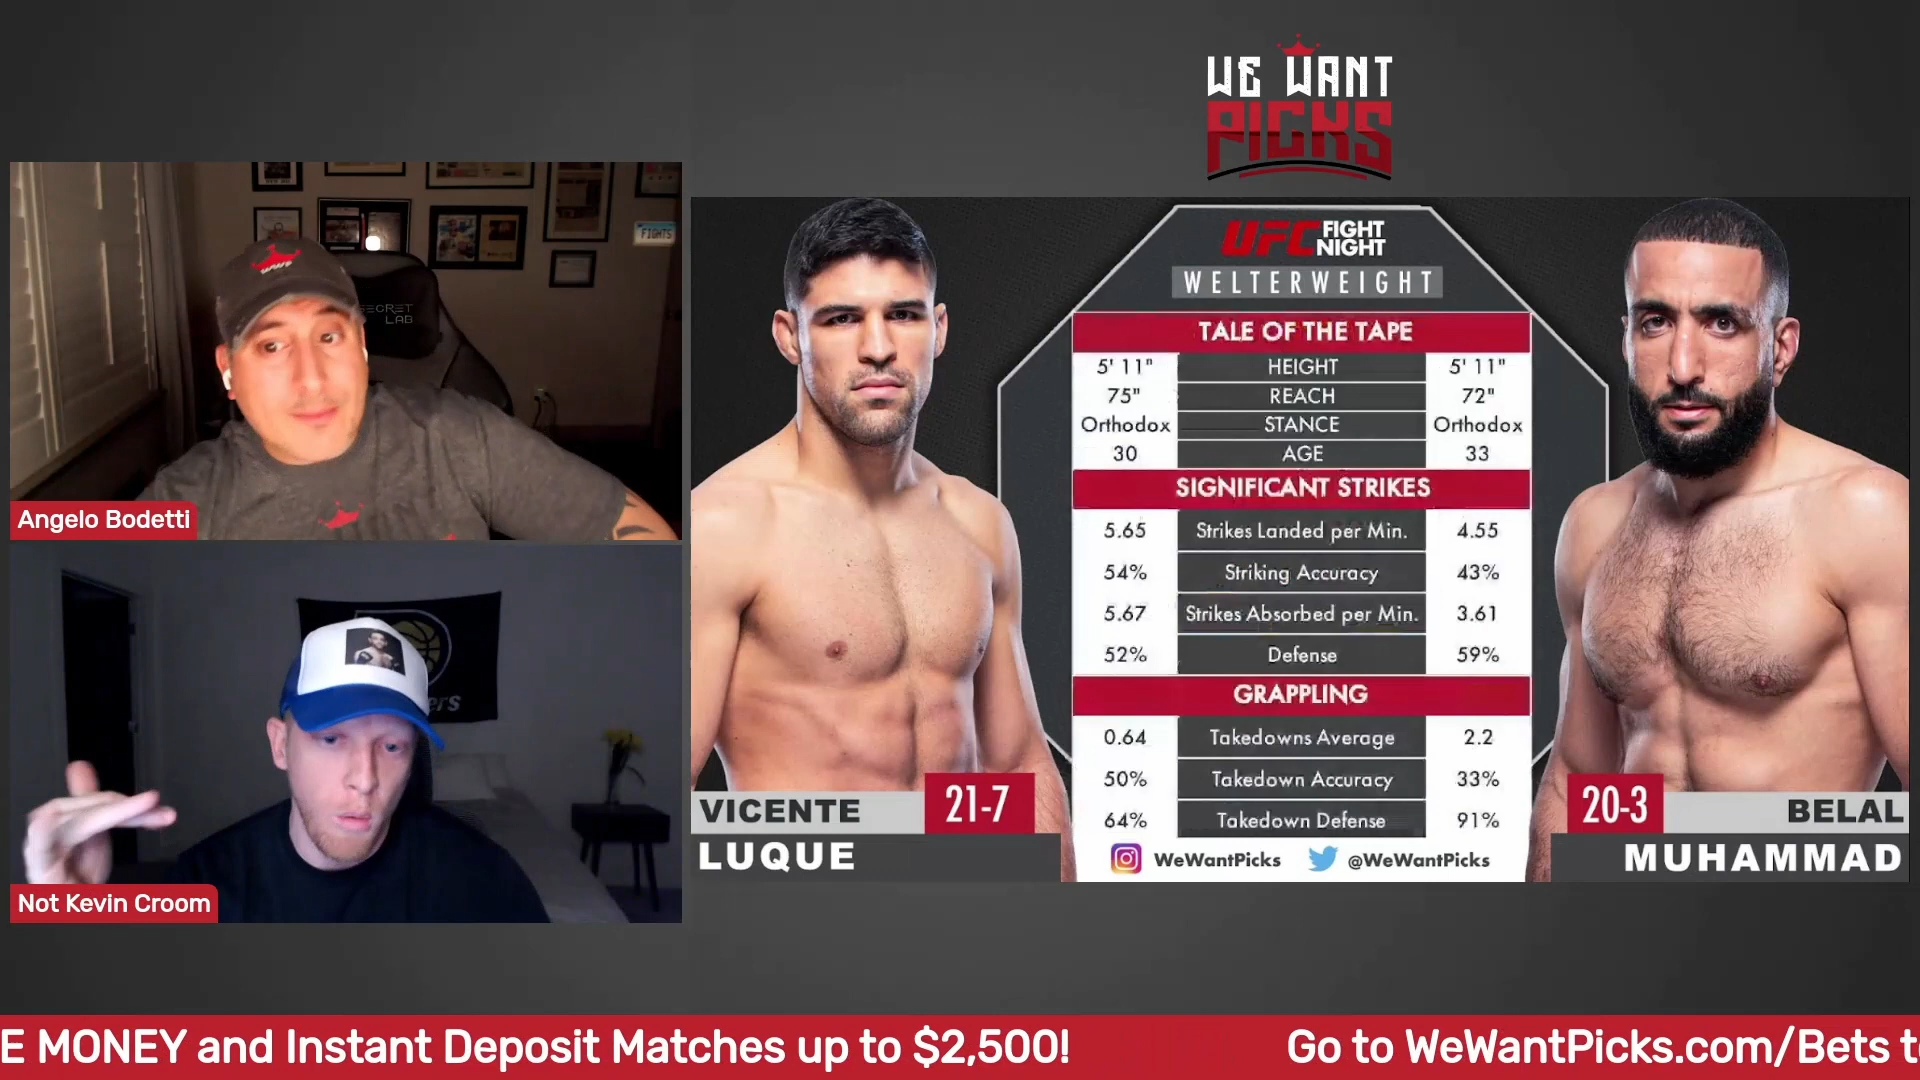 WE WANT
PICKS
FIGHTS
SECRET
LAB
Angelo Bodetti
ers
Not Kevin Croom
UFC FIGHT
NIGHT
WELTERWEIGHT
TALE OF THE TAPE
5' 11" HEIGHT 5' 11"
75" REACH 72"
Orthodox STANCE Orthodox
30 AGE 33
SIGNIFICANT STRIKES
5.65 Strikes Landed per Min. 4.55
54% Striking Accuracy 43%
5.67 Strikes Absorbed per Min. 3.61
52% Defense 59%
GRAPPLING
0.64 Takedowns Average 2.2
50% Takedown Accuracy 33%
64% Takedown Defense 91%
WeWantPicks @WeWantPicks
VICENTE
LUQUE
21-7
20-3
BELAL
MUHAMMAD
E MONEY and Instant Deposit Matches up to $2,500! Go to WeWantPicks.com/Bets t